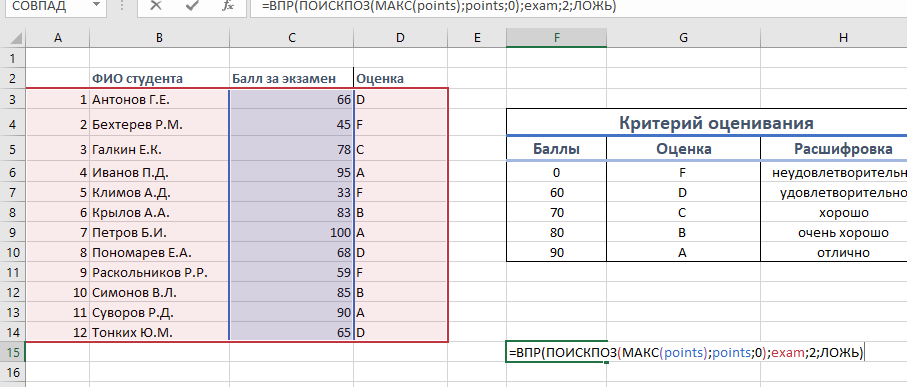 СОВПАД =ВПР(ПОИСКПОЗ(МАКС(points);points;0);exam;2;ЛОЖЬ)
A B C D E F G H
1
2 ФИО студента Балл за экзамен Оценка
3 1 Антонов Г.Е. 66 D
4 2 Бехтерев Р.М. 45 F Критерий оценивания
5 3 Галкин Е.К. 78 C Баллы Оценка Расшифровка
6 4 Иванов П.Д. 95 A 0 F неудовлетворительн
7 5 Климов А.Д. 33 F 60 D удовлетворительно
8 6 Крылов А.А. 83 B 70 C хорошо
9 7 Петров Б.И. 100 A 80 B очень хорошо
10 8 Пономарев Е.А. 68 D 90 A отлично
11 9 Раскольников Р.Р. 59 F
12 10 Симонов В.Л. 85 B
13 11 Суворов Р.Д. 90 A
14 12 Тонких Ю.М. 65 D
15 =ВПР(ПОИСКПОЗ(МАКС(points);points;0);exam;2;ЛОЖЬ)
16